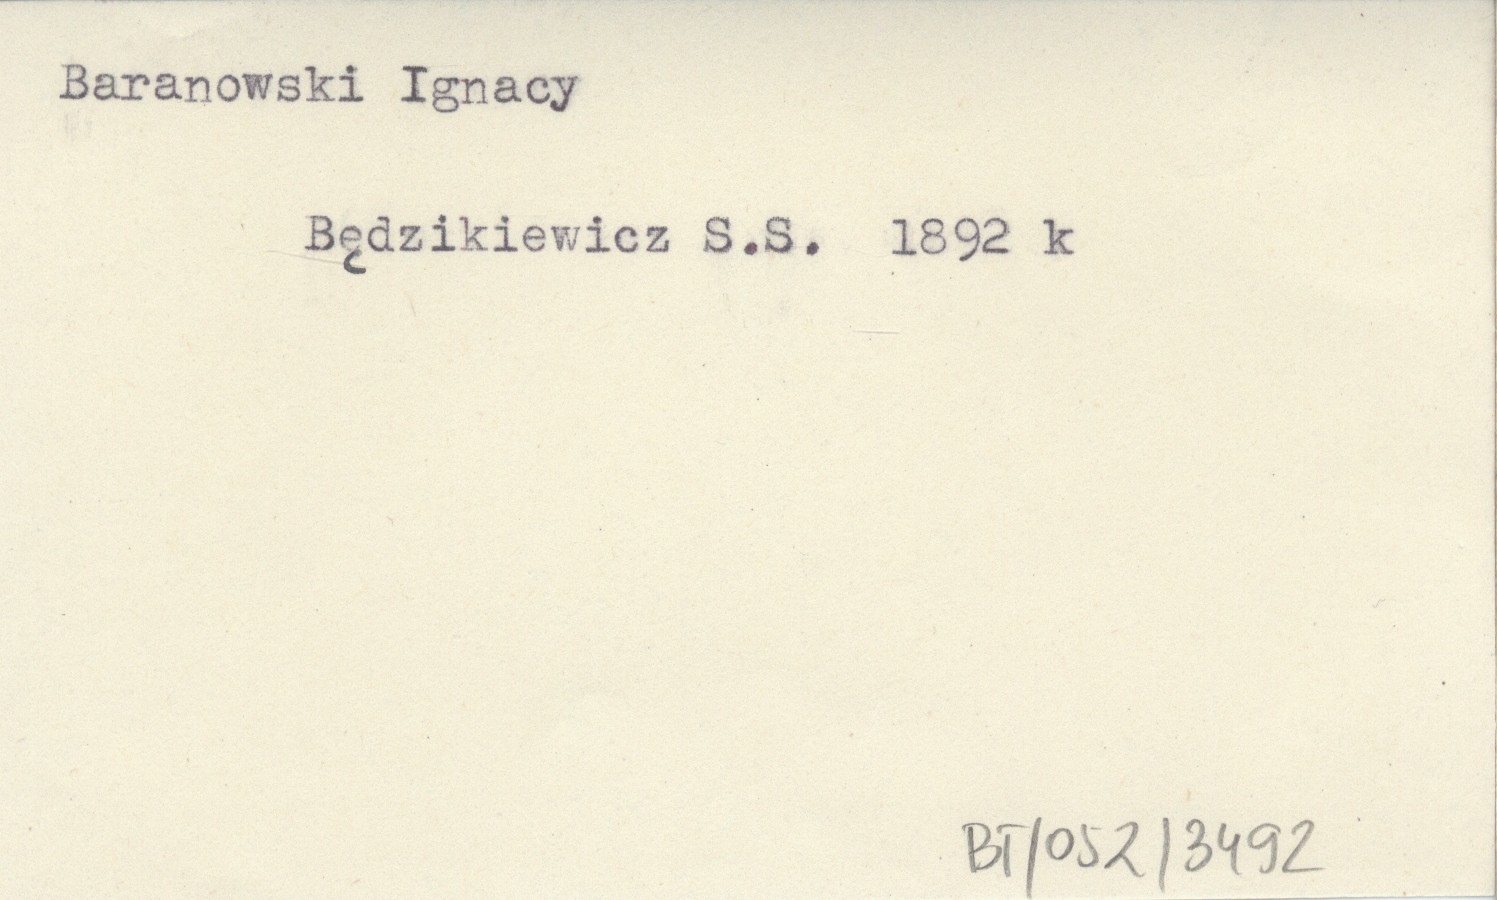 Baranowski Ignacy
Będzikiewicz S.S. 1892 k
BT/052/3492